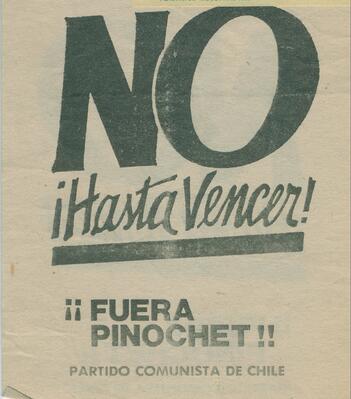 NO
¡Hasta Vencer!
¡¡ FUERA
PINOCHET !!
PARTIDO COMUNISTA DE CHILE